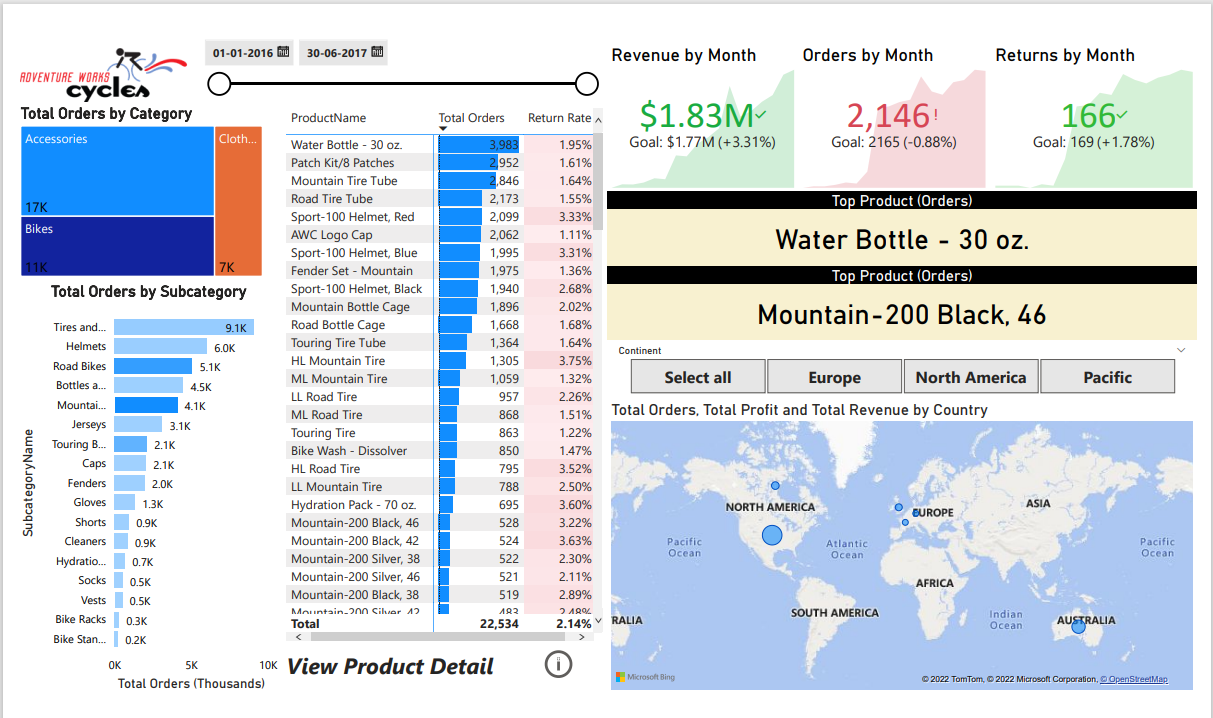 ADVENTURE WORKS
cycles
01-01-2016
30-06-2017
Total Orders by Category
Accessories
17K
Cloth...
7K
Bikes
11K
Total Orders by Subcategory
SubcategoryName
Tires and... 9.1K
Helmets 6.0K
Road Bikes 5.1K
Bottles a... 4.5K
Mountai... 4.1K
Jerseys 3.1K
Touring B... 2.1K
Caps 2.1K
Fenders 2.0K
Gloves 1.3K
Shorts 0.9K
Cleaners 0.9K
Hydratio... 0.7K
Socks 0.5K
Vests 0.5K
Bike Racks 0.3K
Bike Stan... 0.2K
0K 5K 10K
Total Orders (Thousands)
ProductName Total Orders Return Rate
Water Bottle - 30 oz. 3,983 1.95%
Patch Kit/8 Patches 2,952 1.61%
Mountain Tire Tube 2,846 1.64%
Road Tire Tube 2,173 1.55%
Sport-100 Helmet, Red 2,099 3.33%
AWC Logo Cap 2,062 1.11%
Sport-100 Helmet, Blue 1,995 3.31%
Fender Set - Mountain 1,975 1.36%
Sport-100 Helmet, Black 1,940 2.68%
Mountain Bottle Cage 1,896 2.02%
Road Bottle Cage 1,668 1.68%
Touring Tire Tube 1,364 1.64%
HL Mountain Tire 1,305 3.75%
ML Mountain Tire 1,059 1.32%
LL Road Tire 957 2.26%
ML Road Tire 868 1.51%
Touring Tire 863 1.22%
Bike Wash - Dissolver 850 1.47%
HL Road Tire 795 3.52%
LL Mountain Tire 788 2.50%
Hydration Pack - 70 oz. 695 3.60%
Mountain-200 Black, 46 528 3.22%
Mountain-200 Black, 42 524 3.63%
Mountain-200 Silver, 38 522 2.30%
Mountain-200 Silver, 46 521 2.11%
Mountain-200 Black, 38 519 2.89%
Mountain-200 Silver, 42 483 2.48%
Total 22,534 2.14%
View Product Detail
Revenue by Month
$1.83M
Goal: $1.77M (+3.31%)
Orders by Month
2,146!
Goal: 2165 (-0.88%)
Returns by Month
166
Goal: 169 (+1.78%)
Top Product (Orders)
Water Bottle - 30 oz.
Top Product (Orders)
Mountain-200 Black, 46
Continent
Select all Europe North America Pacific
Total Orders, Total Profit and Total Revenue by Country
NORTH AMERICA
EUROPE
ASIA
Pacific
Ocean
Atlantic
Ocean
Pacific
Ocean
AFRICA
SOUTH AMERICA
Indian
Ocean
RALIA
AUSTRALIA
Microsoft Bing
© 2022 TomTom, © 2022 Microsoft Corporation, © OpenStreetMap